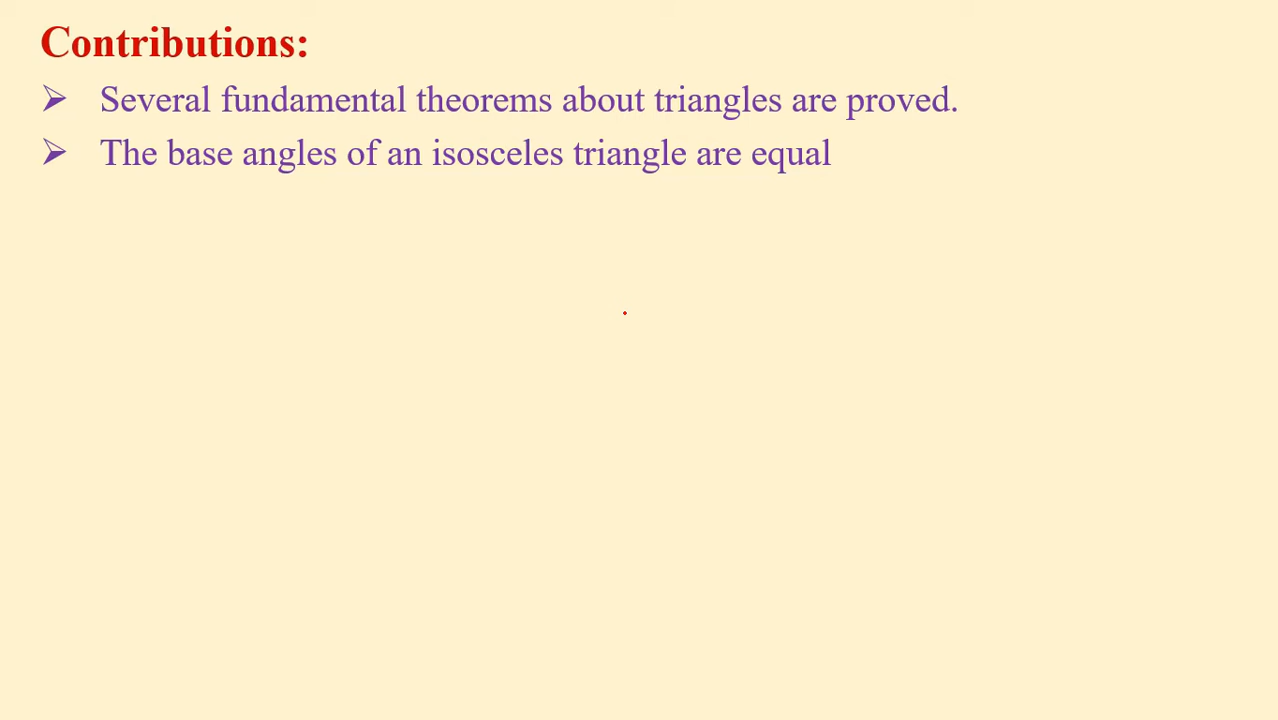 Contributions:
➢ Several fundamental theorems about triangles are proved.
➢ The base angles of an isosceles triangle are equal